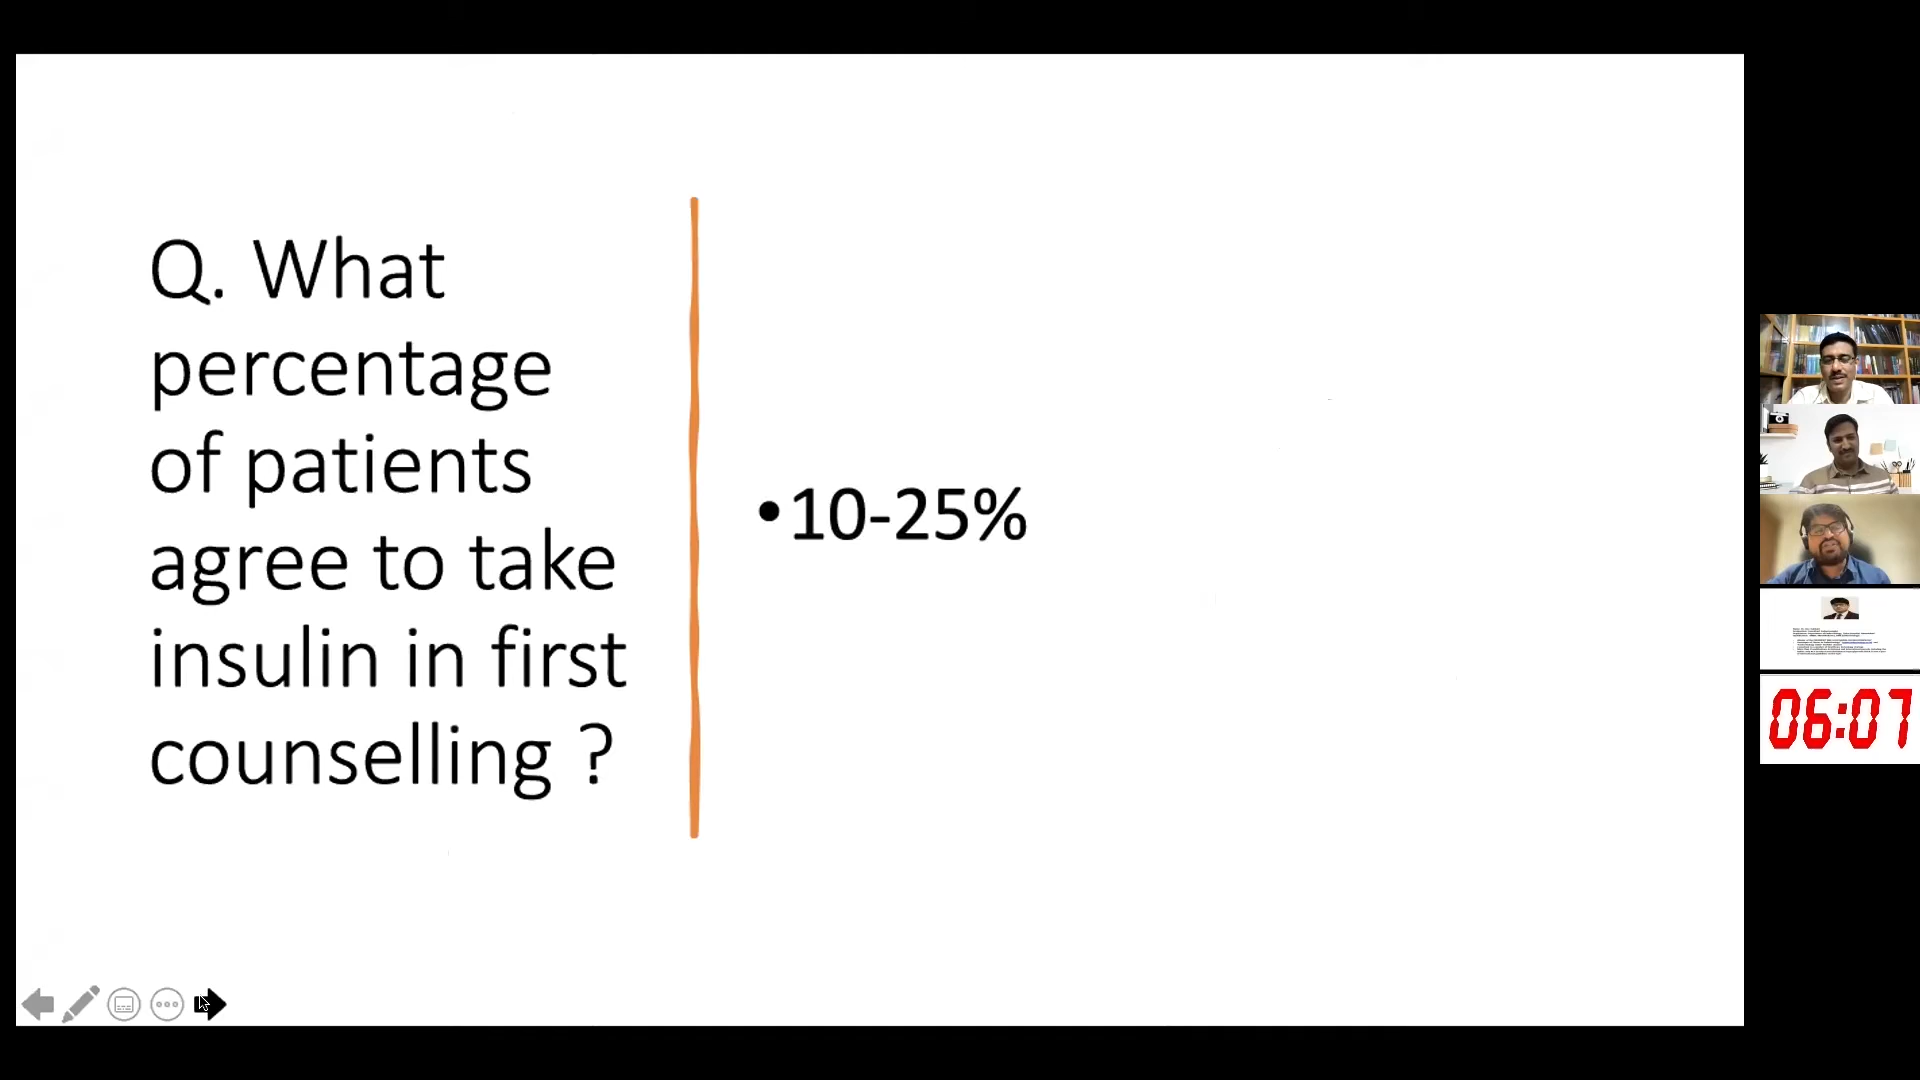 Q. What
percentage
of patients
agree to take
insulin in first
counselling ?
•10-25%
06:07